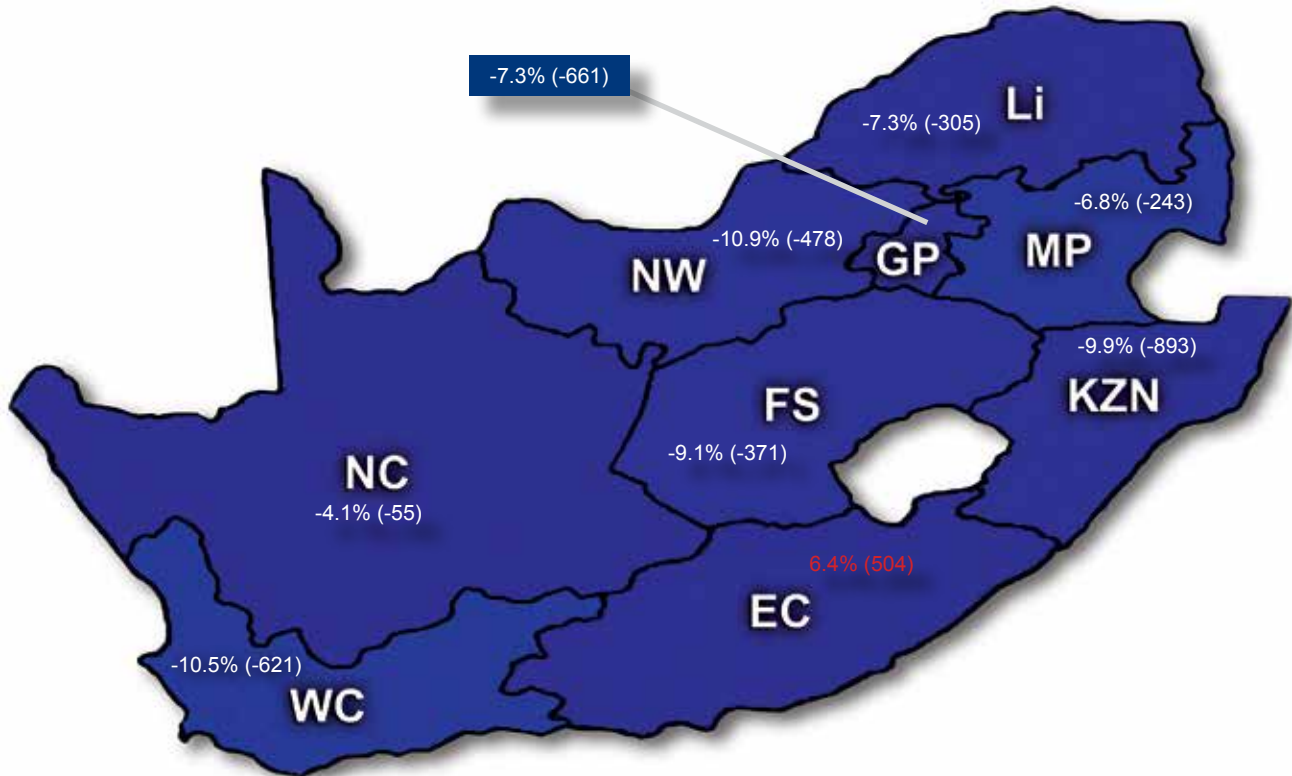 -7.3% (-661)
Li
-7.3% (-305)
-6.8% (-243)
-10.9% (-478)
NW
GP
MP
-9.9% (-893)
KZN
FS
-9.1% (-371)
NC
-4.1% (-55)
6.4% (504)
EC
-10.5% (-621)
WC